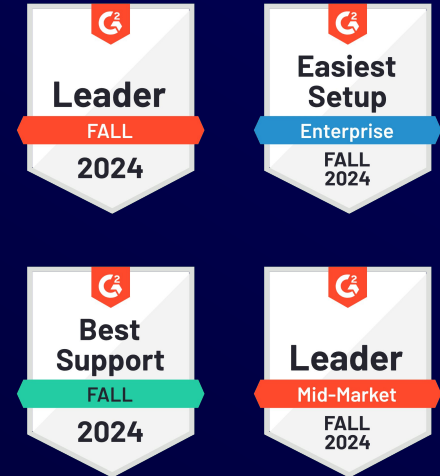 G2
Leader
FALL
2024
G2
Easiest
Setup
Enterprise
FALL
2024
G2
Best
Support
FALL
2024
G2
Leader
Mid-Market
FALL
2024